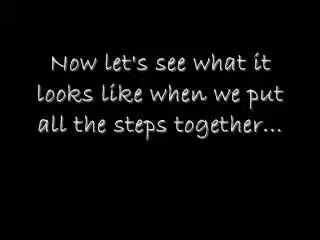 Now let's see what it
looks like when we put
all the steps together...